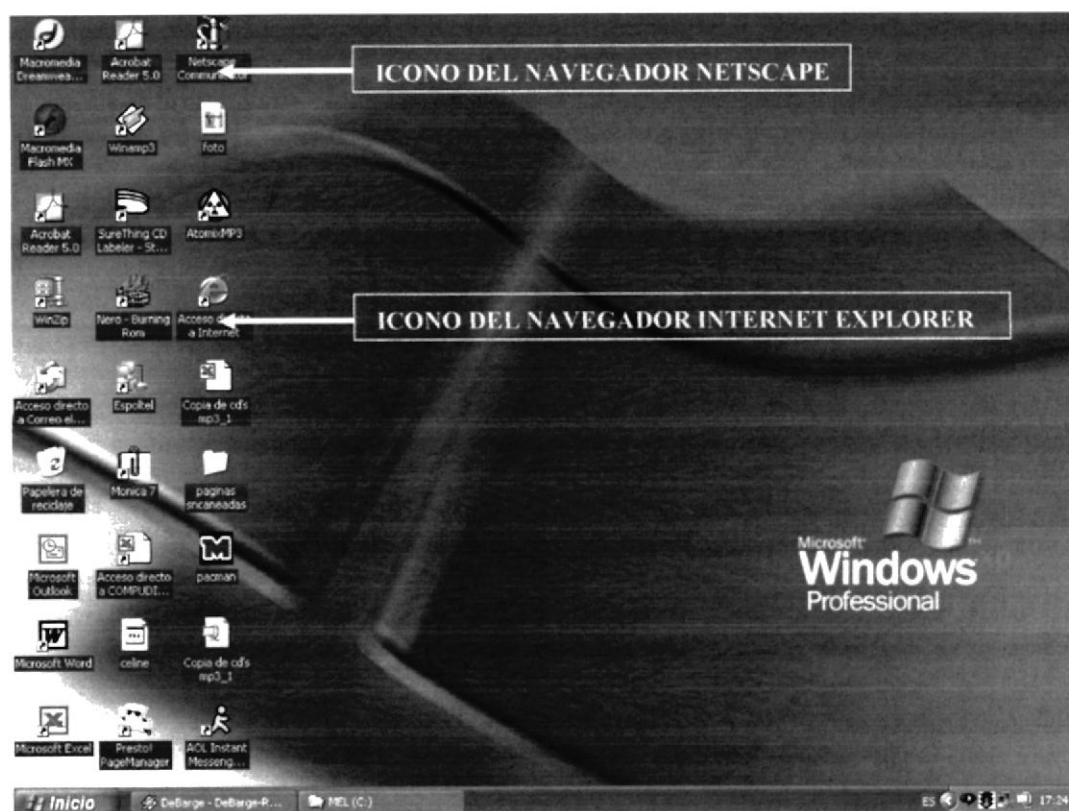 Macromedia
Dreamwea...
Acrobat
Reader 5.0
Netscape
Communicator
ICONO DEL NAVEGADOR NETSCAPE
Macromedia
Flash MX
Winamp3
foto
Acrobat
Reader 5.0
SureThing CD
Labeler - St...
AtomixMP3
WinZip
Nero - Burning
Rom
Acceso directo
a Internet
ICONO DEL NAVEGADOR INTERNET EXPLORER
Acceso directo
a Correo el...
Espoltel
Copia de cd's
mp3_1
Papelera de
reciclaje
Monica 7
paginas
sncaneadas
Microsoft
Outlook
Acceso directo
a COMPUDI...
pacman
Microsoft
Windows
Professional
Microsoft Word
celine
Copia de cd's
mp3_1
Microsoft Excel
Presto!
PageManager
AOL Instant
Messeng...
Inicio
DeBarge - DeBarge-R...
MEL (C:)
ES
17:24